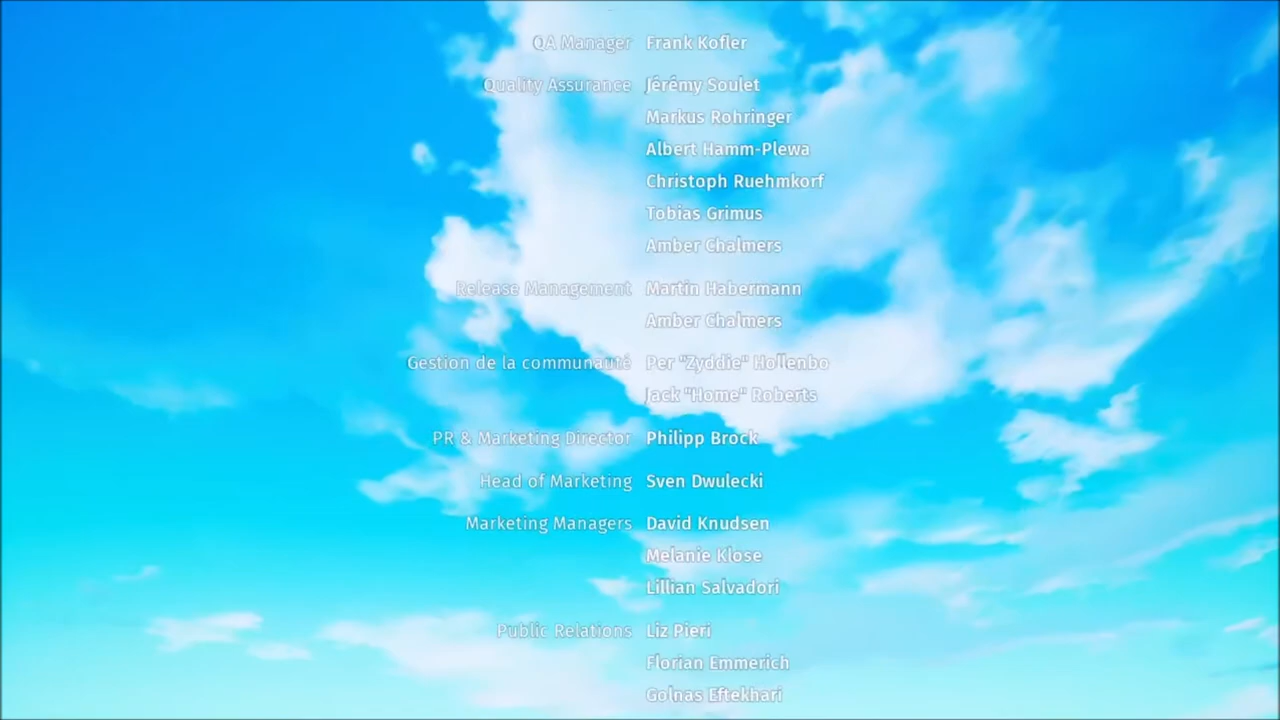 QA Manager Frank Kofler
Quality Assurance Jérémy Soulet
Markus Rohringer
Albert Hamm-Plewa
Christoph Ruehmkorf
Tobias Grimus
Amber Chalmers
Release Management Martin Habermann
Amber Chalmers
Gestion de la communauté Per "Zyddie" Hollenbo
Jack "Home" Roberts
PR & Marketing Director Philipp Brock
Head of Marketing Sven Dwulecki
Marketing Managers David Knudsen
Melanie Klose
Lillian Salvadori
Public Relations Liz Pieri
Florian Emmerich
Golnas Eftekhari